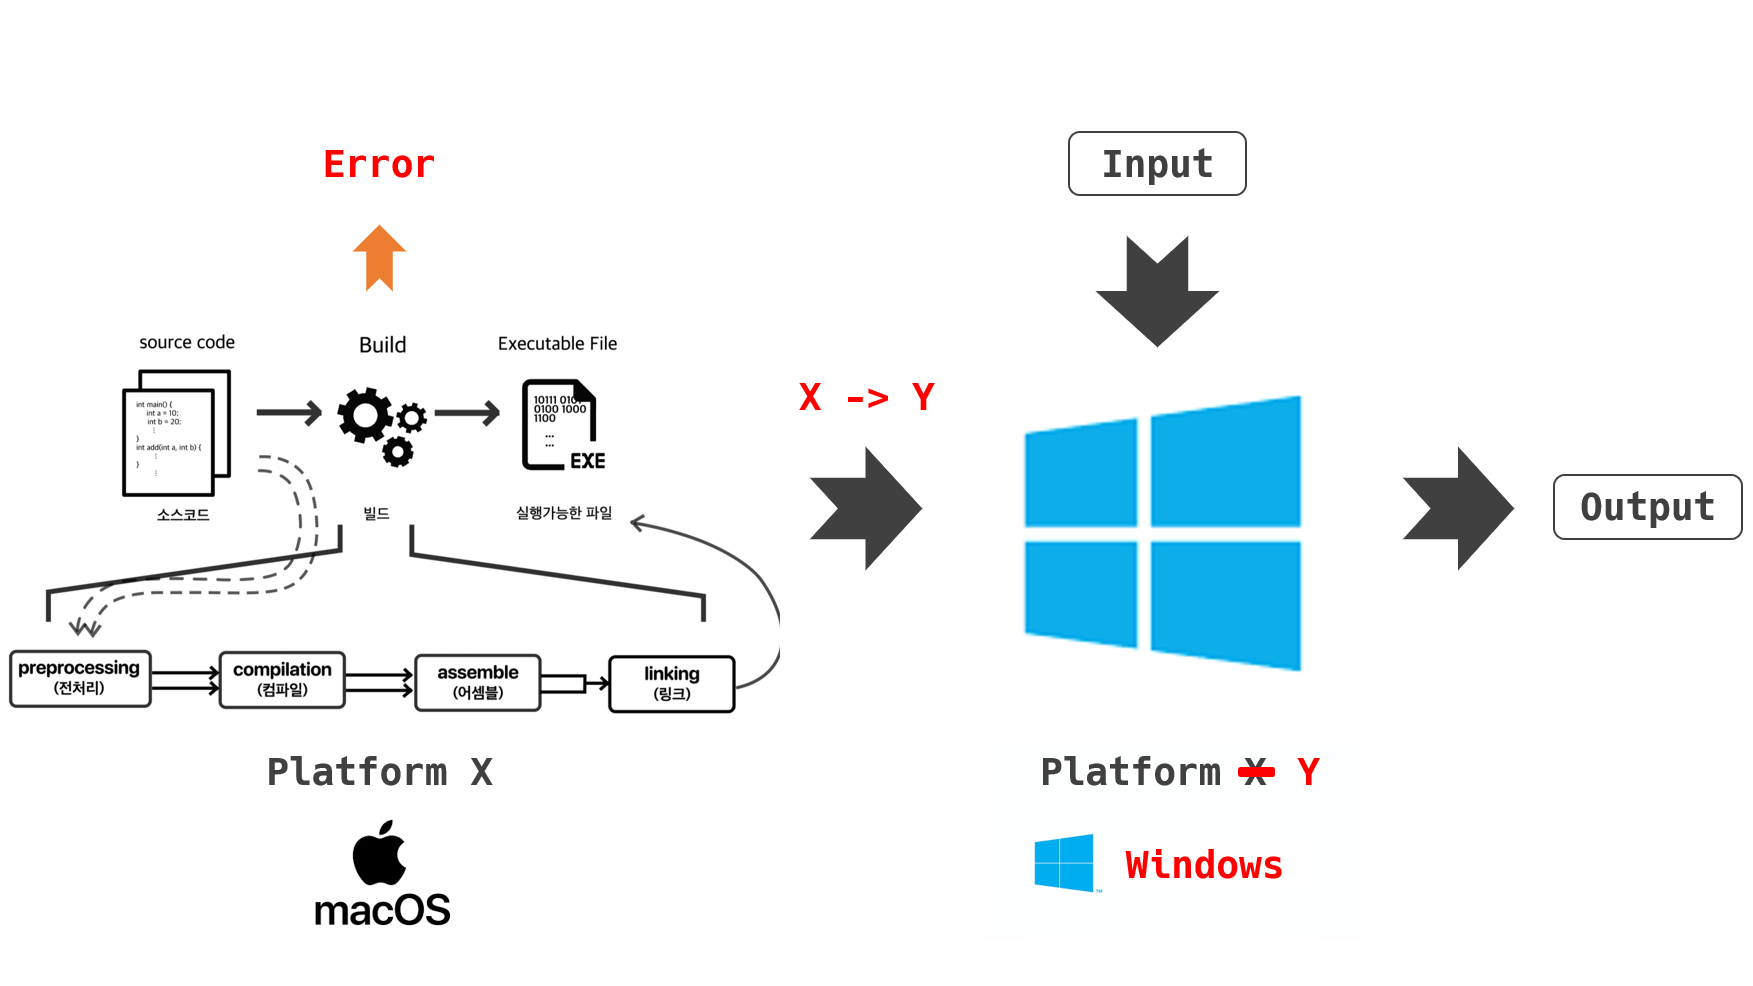 Error
Input
source code
Build
Executable File
int main() {
int a = 10;
int b = 20;
⋮
}
int add(int a, int b) {
⋮
}
⋮
10111 0101
0100 1000
1100
...
...
EXE
소스코드
빌드
실행가능한 파일
X -> Y
Output
preprocessing
(전처리)
compilation
(컴파일)
assemble
(어셈블)
linking
(링크)
Platform X
Platform X Y
macOS
Windows
TM